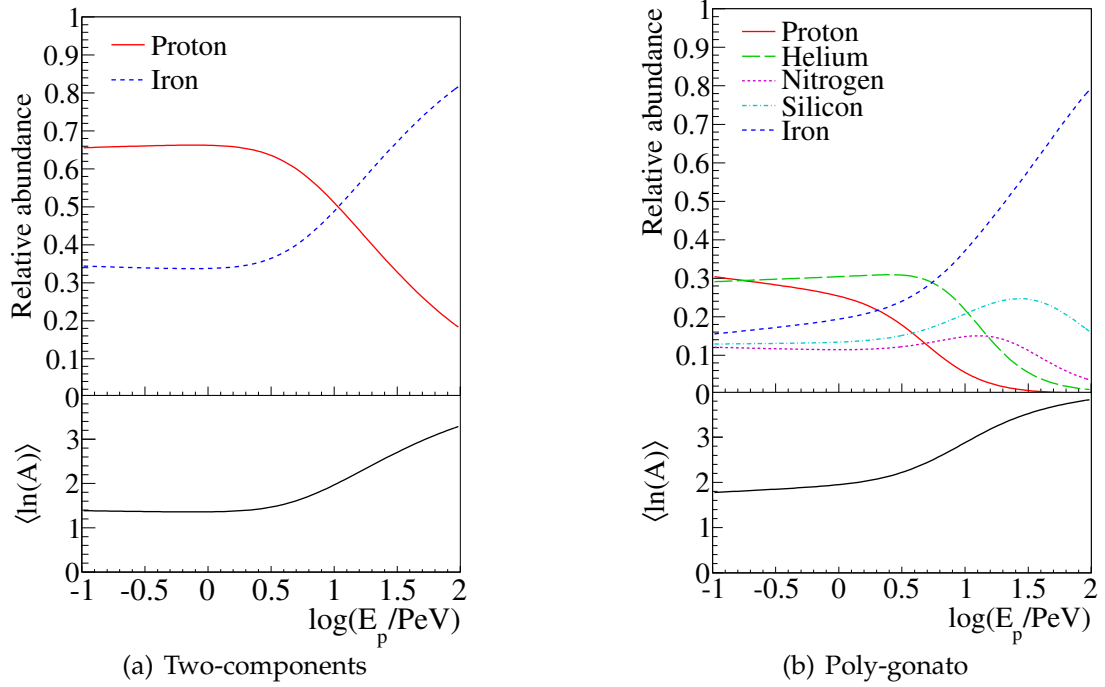 1
0.9
0.8
0.7
0.6
0.5
0.4
0.3
0.2
0.1
0
Relative abundance
Proton
Iron
3
2
1
0
⟨ln(A)⟩
-1 -0.5 0 0.5 1 1.5 2
log(E_p/PeV)
(a) Two-components
1
0.9
0.8
0.7
0.6
0.5
0.4
0.3
0.2
0.1
0
Relative abundance
Proton
Helium
Nitrogen
Silicon
Iron
3
2
1
0
⟨ln(A)⟩
-1 -0.5 0 0.5 1 1.5 2
log(E_p/PeV)
(b) Poly-gonato